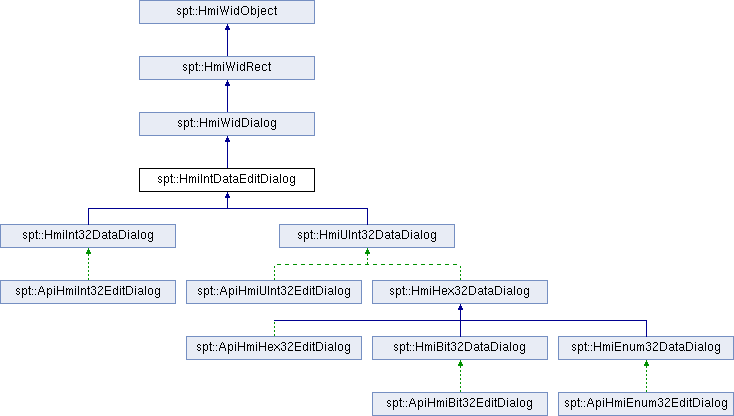 spt::HmiWidObject
spt::HmiWidRect
spt::HmiWidDialog
spt::HmiIntDataEditDialog
spt::HmiInt32DataDialog
spt::HmiUInt32DataDialog
spt::ApiHmiInt32EditDialog
spt::ApiHmiUInt32EditDialog
spt::HmiHex32DataDialog
spt::ApiHmiHex32EditDialog
spt::HmiBit32DataDialog
spt::HmiEnum32DataDialog
spt::ApiHmiBit32EditDialog
spt::ApiHmiEnum32EditDialog